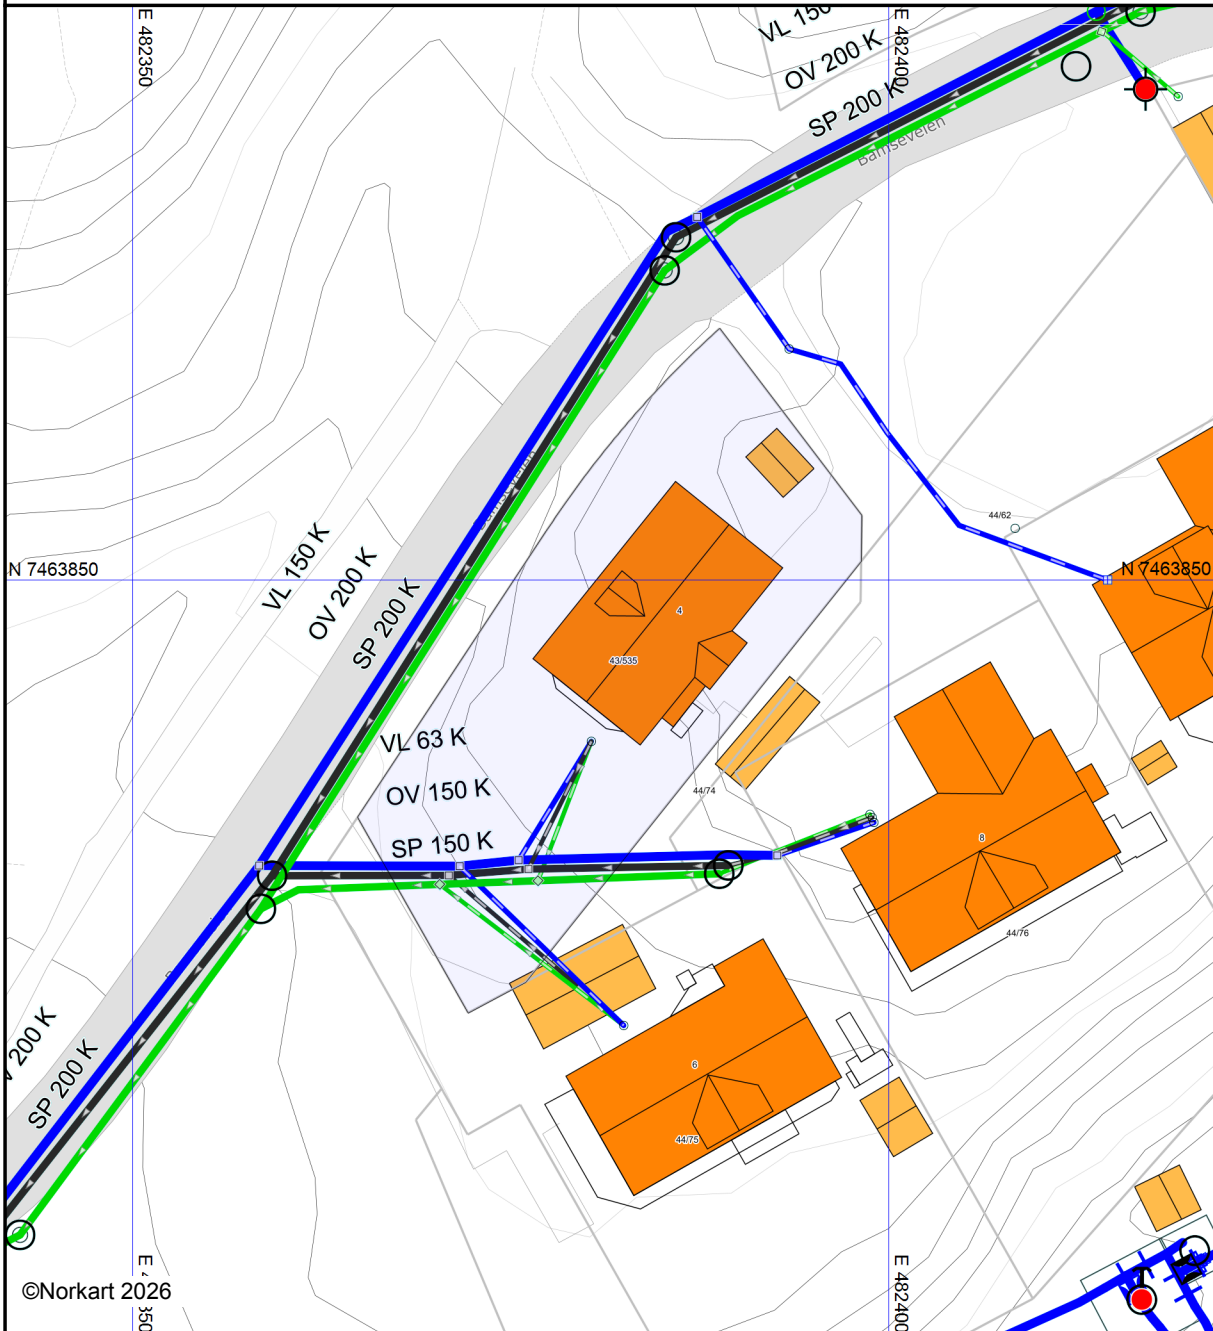 E 482350
VL 150
OV 200 K
E 482400
SP 200 K
Bamseveien
44/62
N 7463850
N 7463850
VL 150 K
OV 200 K
SP 200 K
4
43/535
VL 63 K
OV 150 K
SP 150 K
44/74
8
44/76
200 K
SP 200 K
6
44/75
E 482400
©Norkart 2026